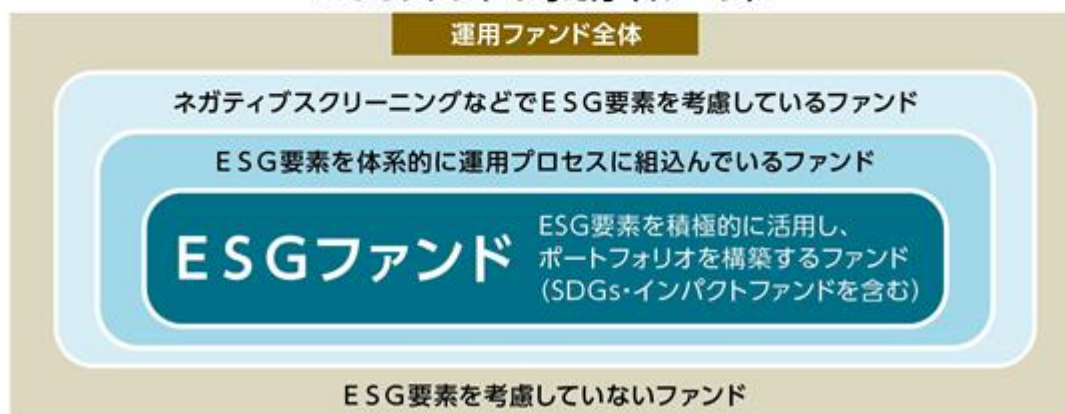 運用ファンド全体
ネガティブスクリーニングなどでESG要素を考慮しているファンド
ESG要素を体系的に運用プロセスに組込んでいるファンド
ESGファンド
ESG要素を積極的に活用し、
ポートフォリオを構築するファンド
(SDGs・インパクトファンドを含む)
ESG要素を考慮していないファンド